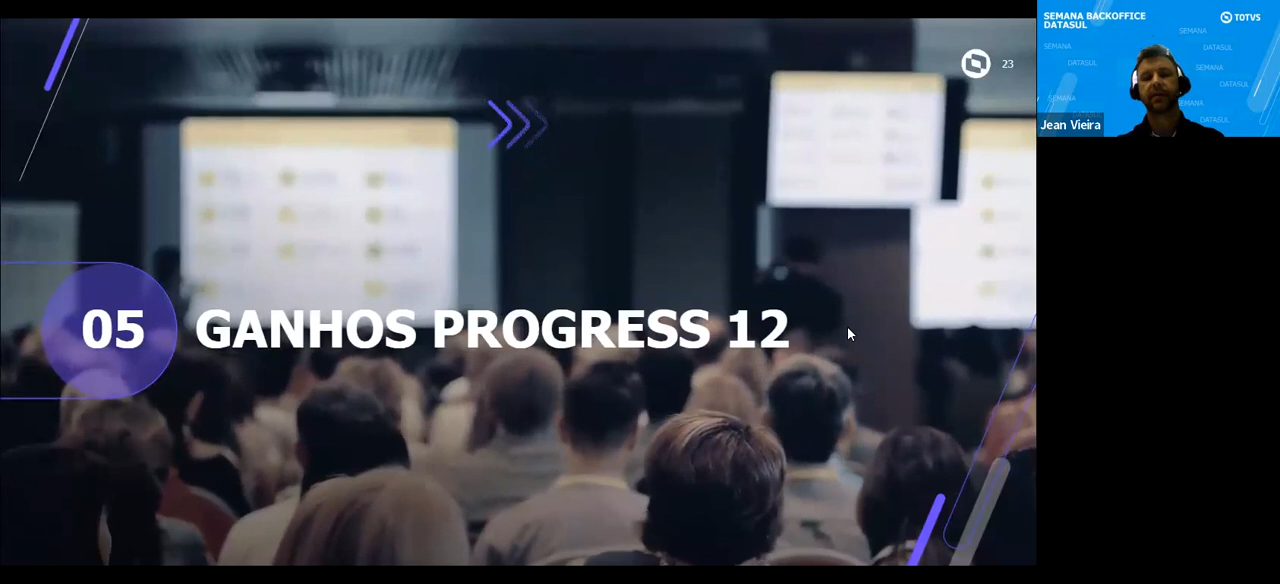 23
05 GANHOS PROGRESS 12
SEMANA BACKOFFICE
DATASUL
TOTVS
SEMANA
SEMANA
DATASUL
DATASUL
SEMANA
DATASUL
SEMANA
SEMANA
DATASUL
Jean Vieira